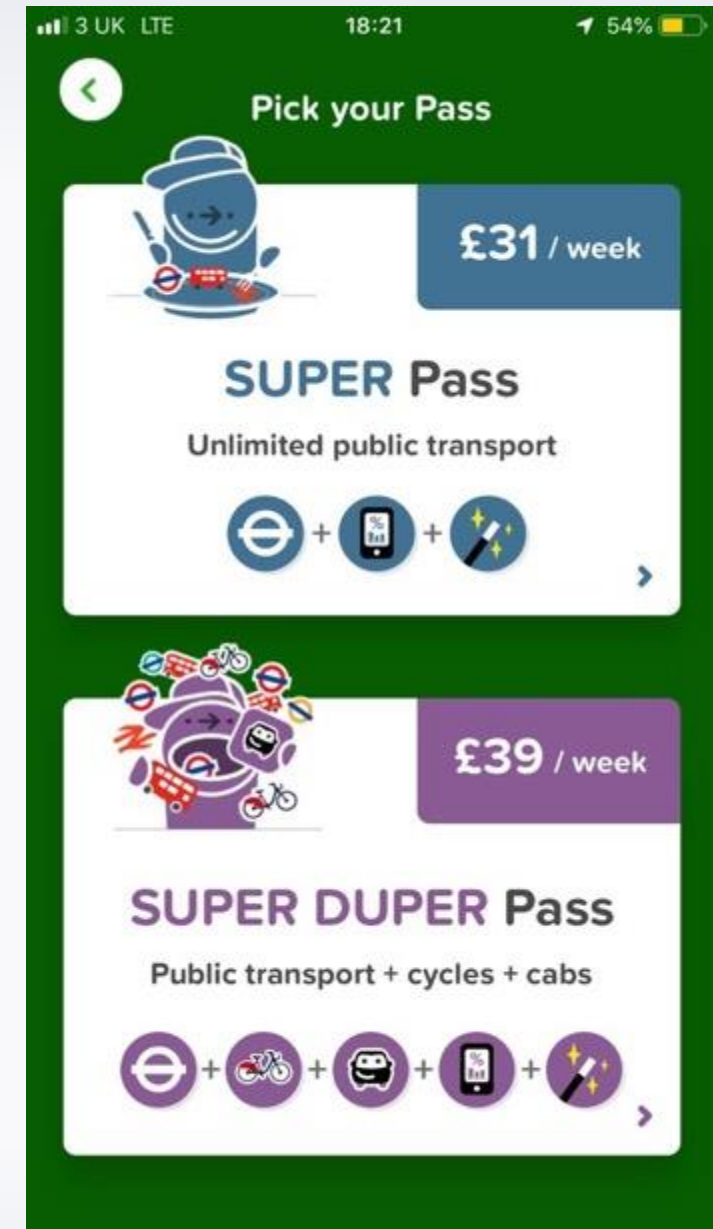 3 UK LTE 18:21 54%
Pick your Pass
£31 / week
SUPER Pass
Unlimited public transport
+ % +
£39 / week
SUPER DUPER Pass
Public transport + cycles + cabs
+ + + % +